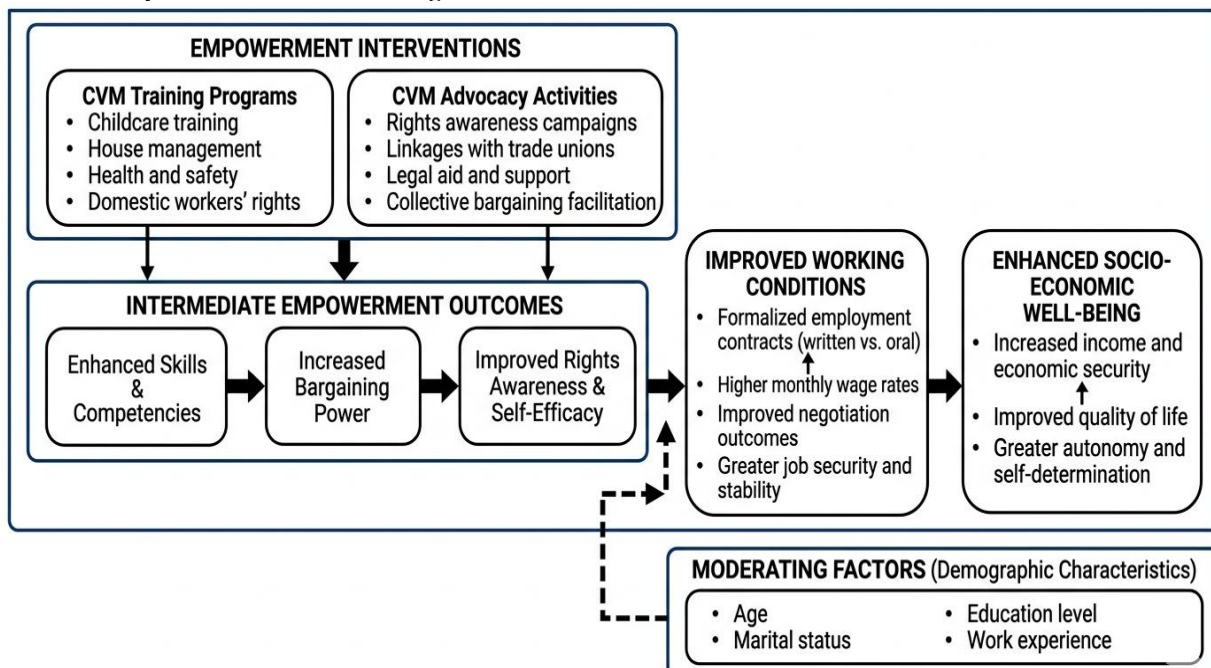 EMPOWERMENT INTERVENTIONS
CVM Training Programs
• Childcare training
• House management
• Health and safety
• Domestic workers’ rights
CVM Advocacy Activities
• Rights awareness campaigns
• Linkages with trade unions
• Legal aid and support
• Collective bargaining facilitation
INTERMEDIATE EMPOWERMENT OUTCOMES
Enhanced Skills
&
Competencies
Increased
Bargaining
Power
Improved Rights
Awareness &
Self-Efficacy
IMPROVED WORKING
CONDITIONS
• Formalized employment
contracts (written vs. oral)
• Higher monthly wage rates
• Improved negotiation
outcomes
• Greater job security and
stability
ENHANCED SOCIO-
ECONOMIC
WELL-BEING
• Increased income and
economic security
• Improved quality of life
• Greater autonomy and
self-determination
MODERATING FACTORS (Demographic Characteristics)
• Age
• Marital status
• Education level
• Work experience